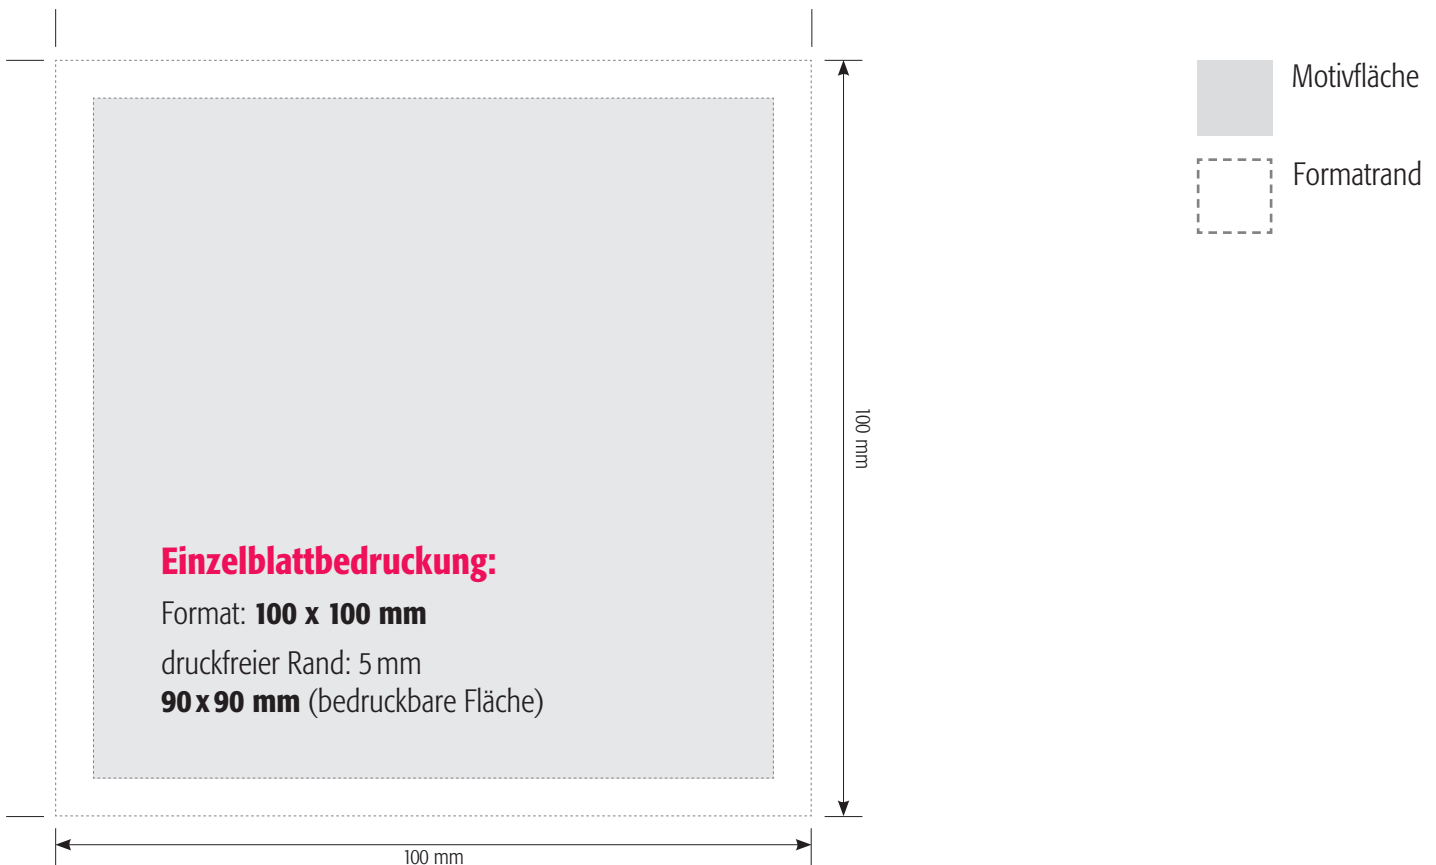 Motivfläche
Formatrand
100 mm
Einzelblattbedruckung:
Format: 100 x 100 mm
druckfreier Rand: 5 mm
90 x 90 mm (bedruckbare Fläche)
100 mm